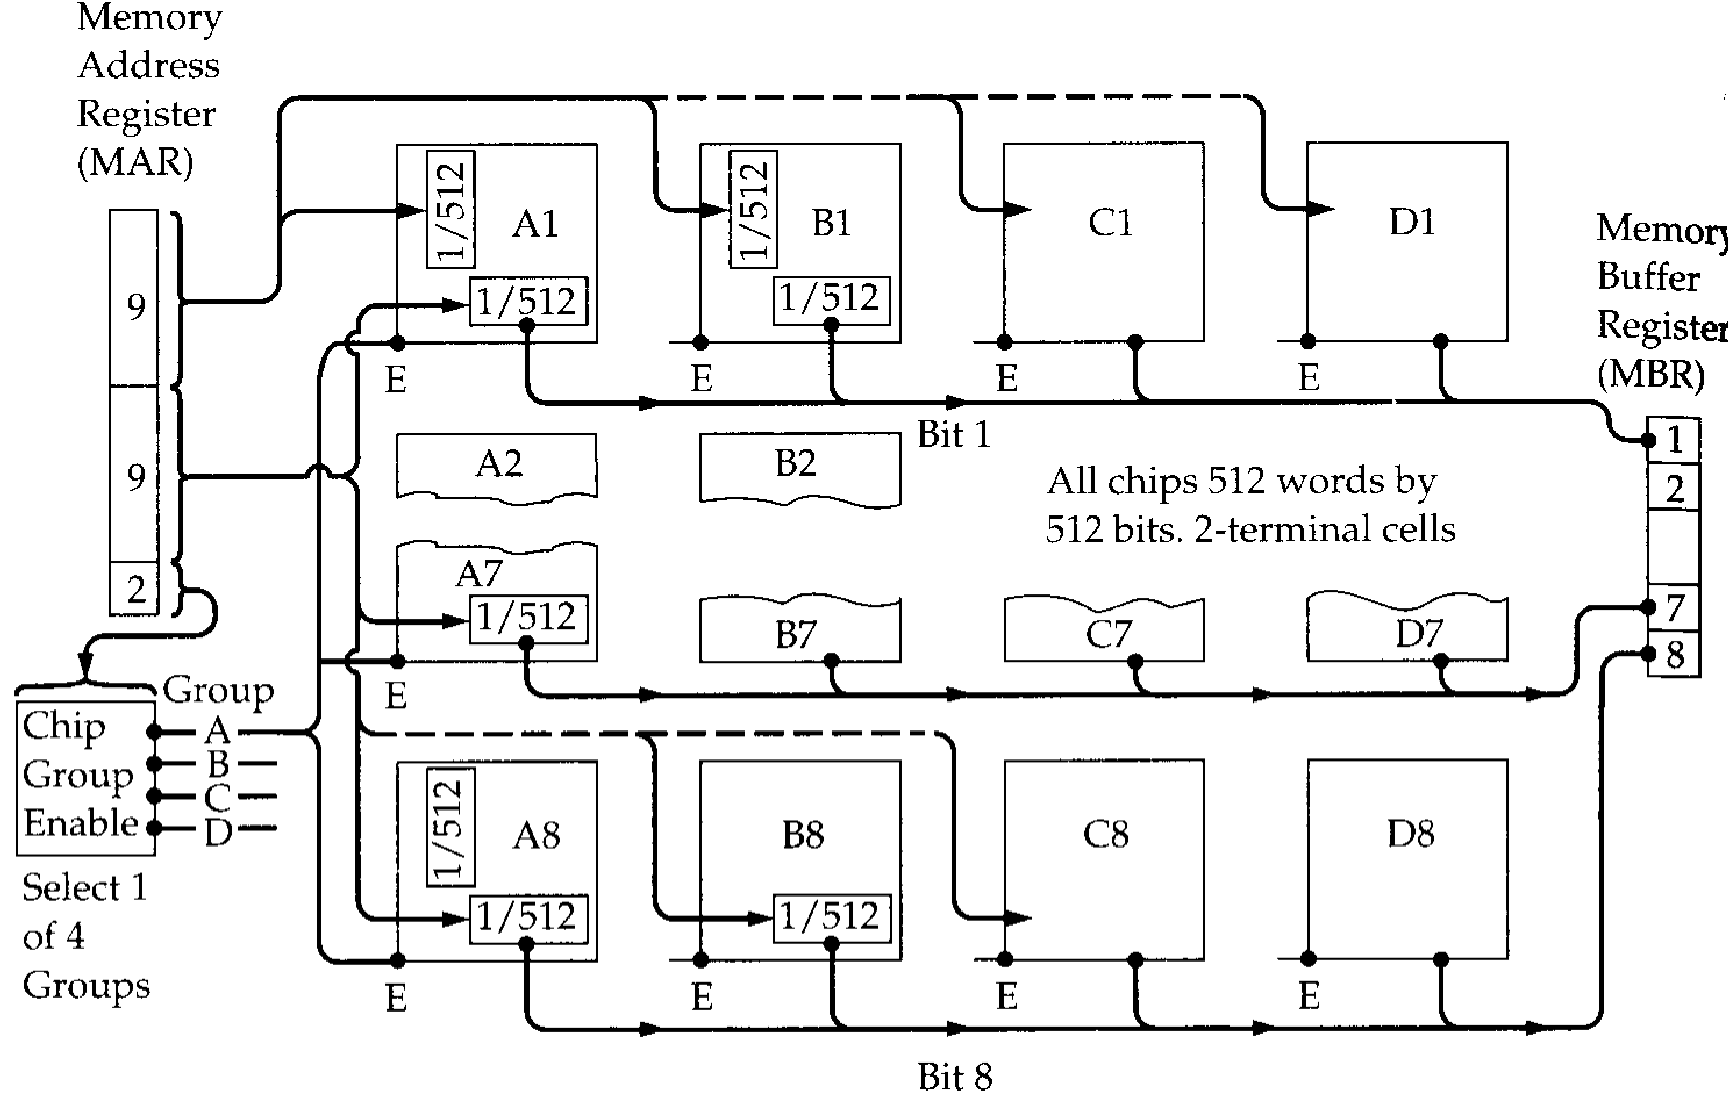 Memory
Address
Register
(MAR)
9
9
2
Chip
Group
Enable
Group
A
B
C
D
Select 1
of 4
Groups
1/512
A1
1/512
E
1/512
B1
1/512
E
C1
E
D1
E
Bit 1
A2
B2
All chips 512 words by
512 bits. 2-terminal cells
A7
1/512
E
B7
C7
D7
1/512
A8
1/512
E
B8
1/512
E
C8
E
D8
E
Bit 8
Memory
Buffer
Register
(MBR)
1
2
7
8